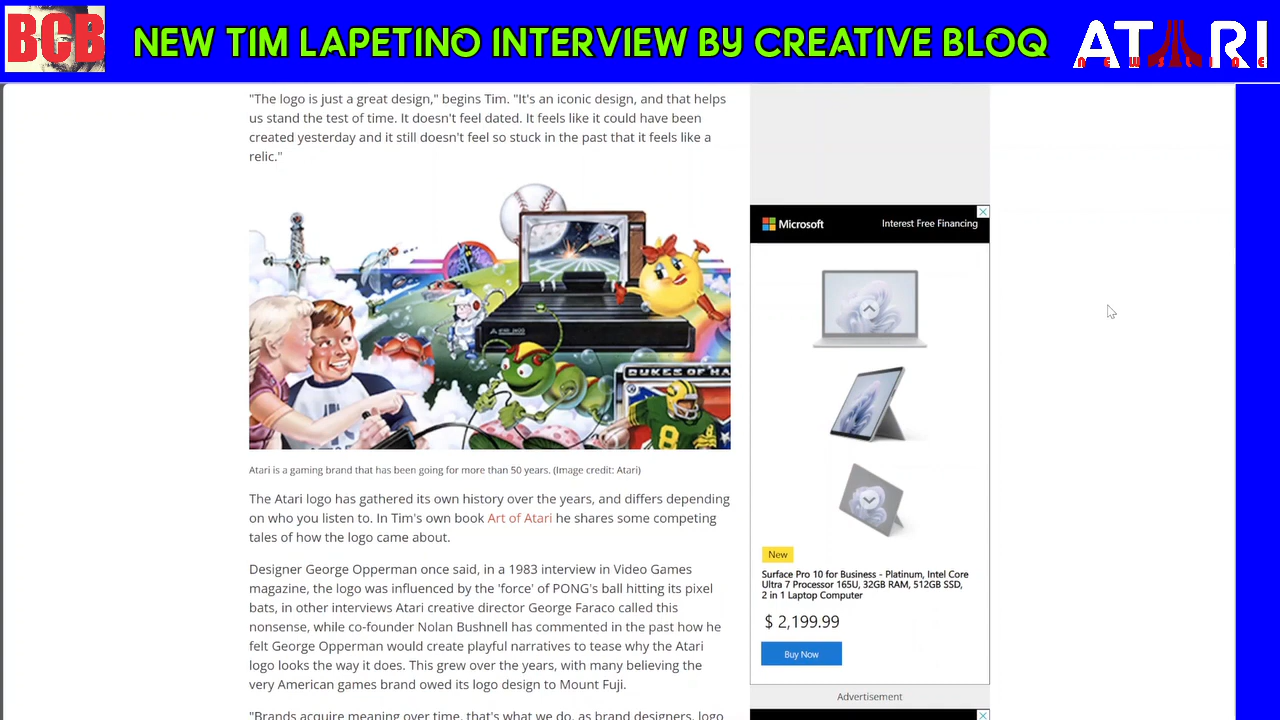 BCB
NEW TIM LAPETINO INTERVIEW BY CREATIVE BLOQ
ATARI
NEWSLINE
"The logo is just a great design," begins Tim. "It's an iconic design, and that helps
us stand the test of time. It doesn't feel dated. It feels like it could have been
created yesterday and it still doesn't feel so stuck in the past that it feels like a
relic."
DUKES OF HA
8
Atari is a gaming brand that has been going for more than 50 years. (Image credit: Atari)
The Atari logo has gathered its own history over the years, and differs depending
on who you listen to. In Tim's own book Art of Atari he shares some competing
tales of how the logo came about.
Designer George Opperman once said, in a 1983 interview in Video Games
magazine, the logo was influenced by the 'force' of PONG's ball hitting its pixel
bats, in other interviews Atari creative director George Faraco called this
nonsense, while co-founder Nolan Bushnell has commented in the past how he
felt George Opperman would create playful narratives to tease why the Atari
logo looks the way it does. This grew over the years, with many believing the
very American games brand owed its logo design to Mount Fuji.
"Brands acquire meaning over time, that's what we do, as brand designers, logo
Microsoft
Interest Free Financing
New
Surface Pro 10 for Business - Platinum, Intel Core
Ultra 7 Processor 165U, 32GB RAM, 512GB SSD,
2 in 1 Laptop Computer
$ 2,199.99
Buy Now
Advertisement